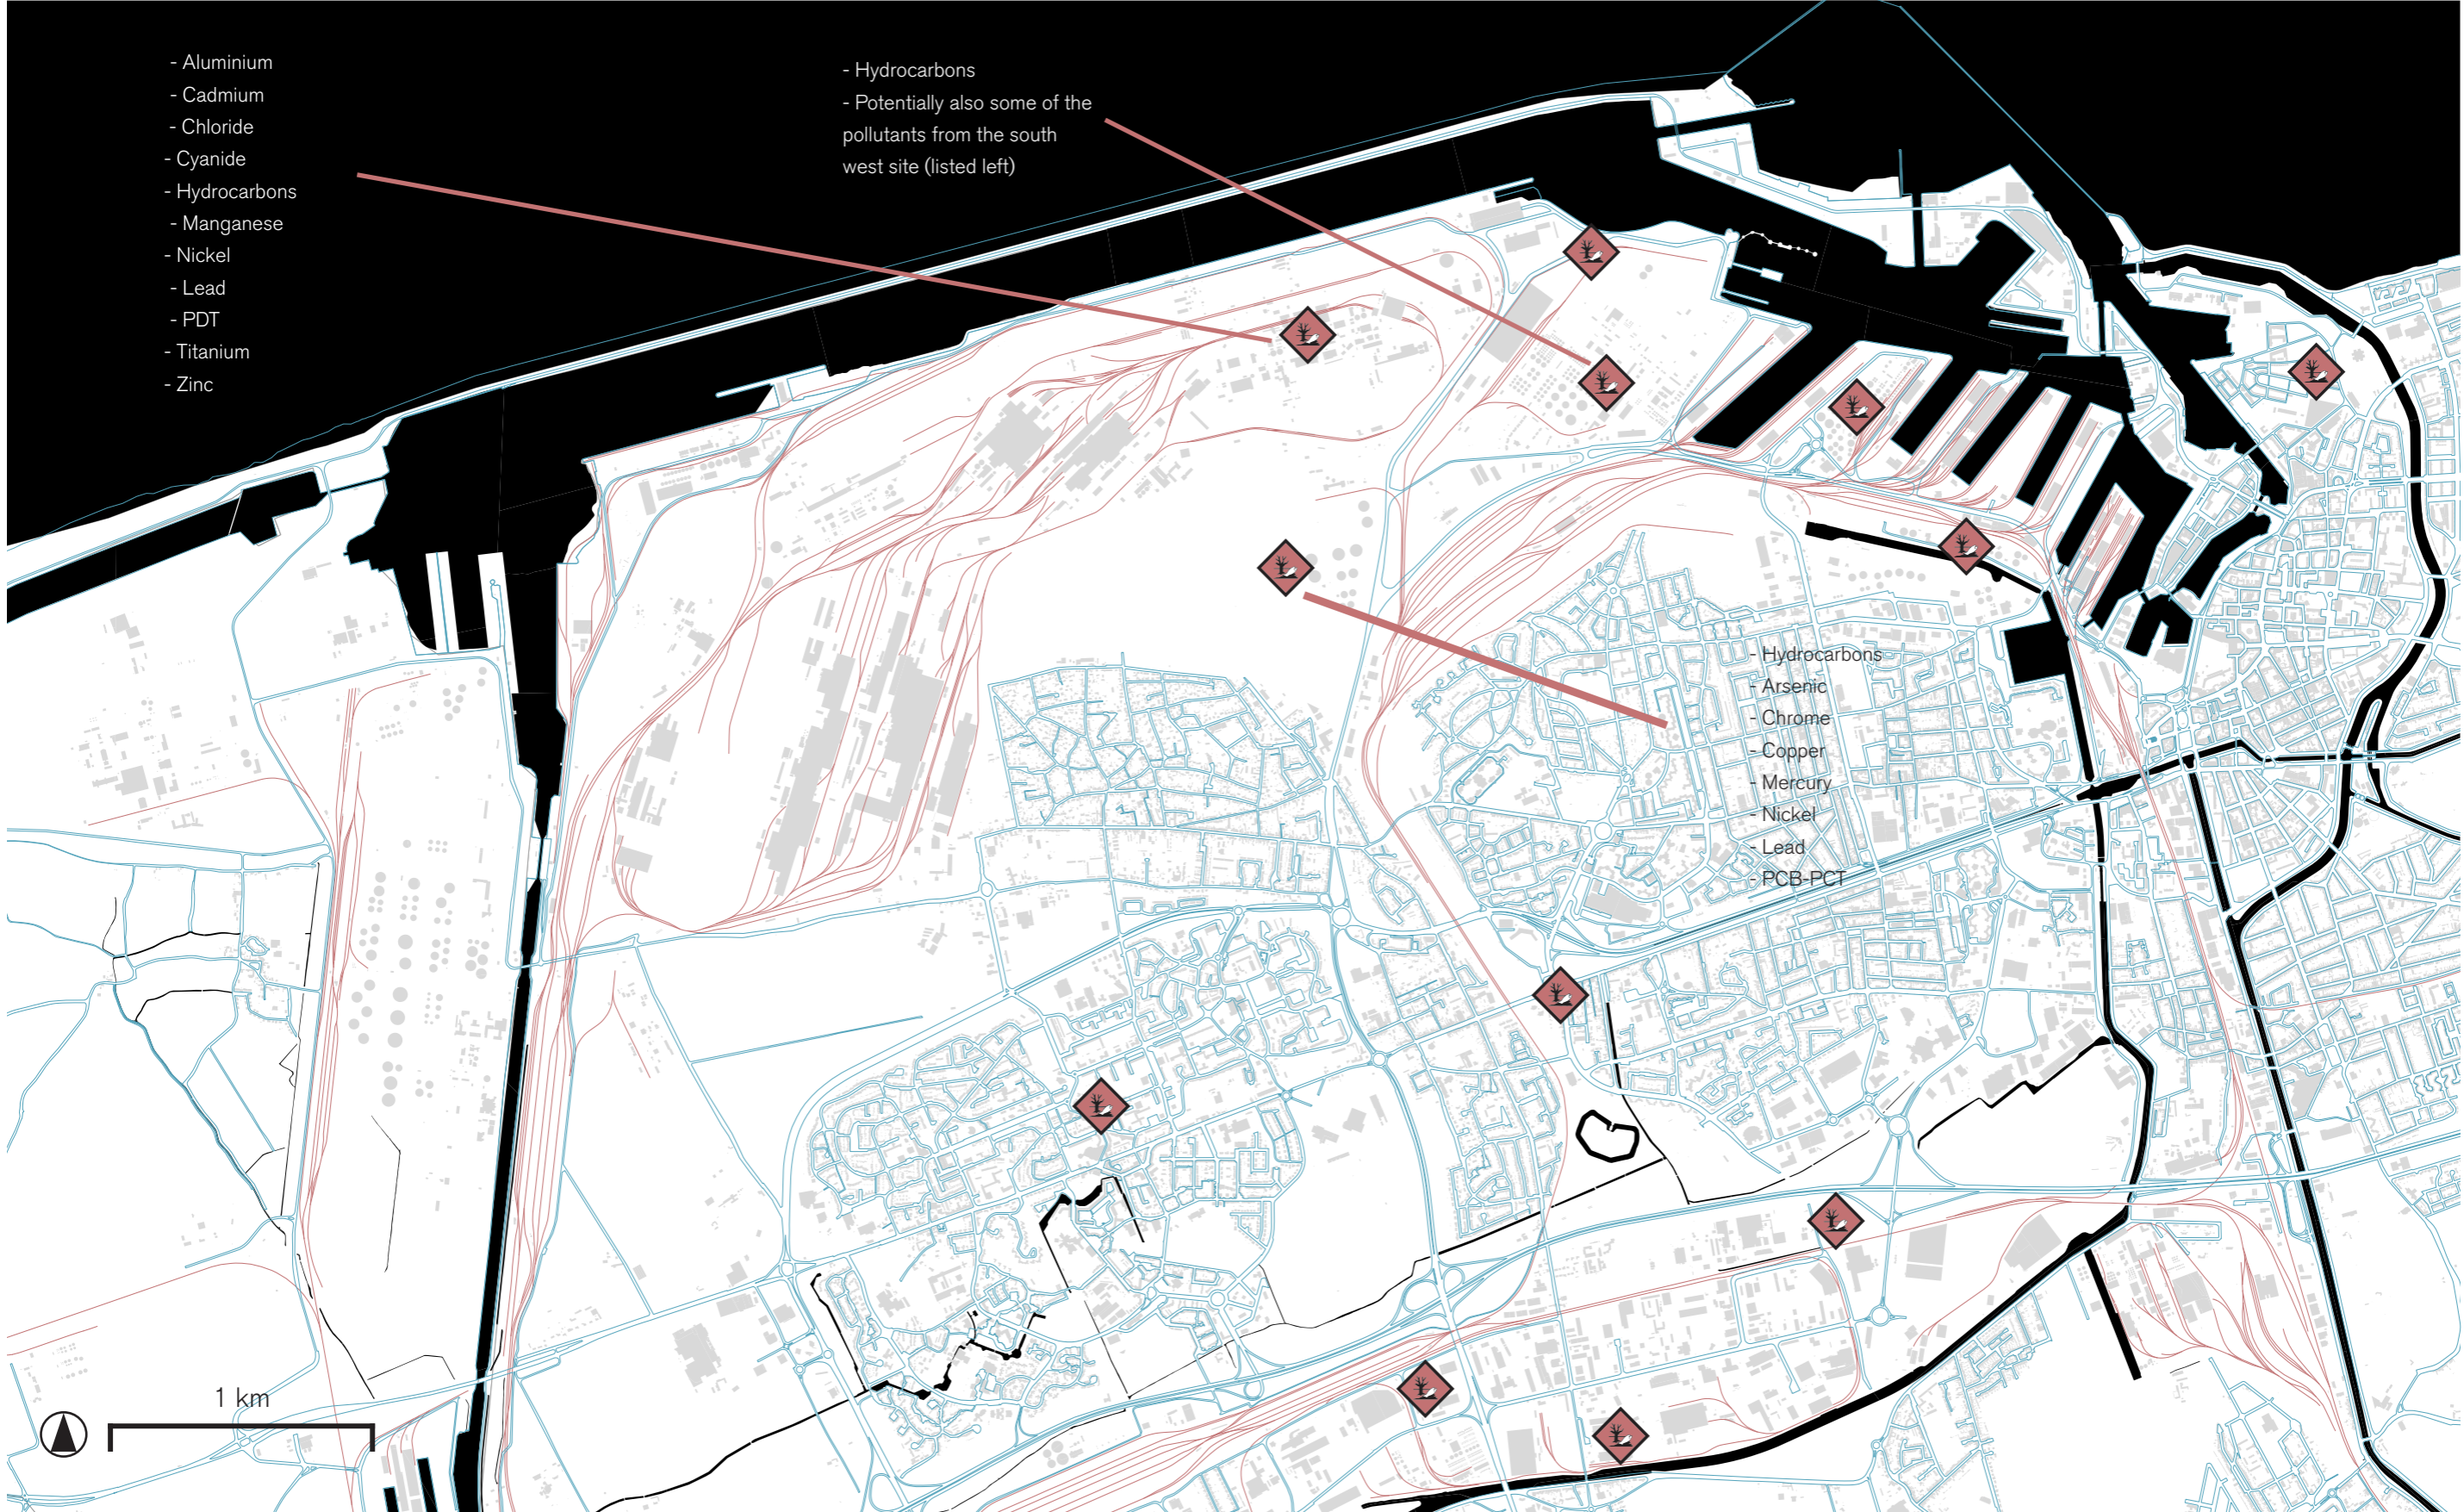 - Aluminium
- Cadmium
- Chloride
- Cyanide
- Hydrocarbons
- Manganese
- Nickel
- Lead
- PDT
- Titanium
- Zinc
- Hydrocarbons
- Potentially also some of the
pollutants from the south
west site (listed left)
- Hydrocarbons
- Arsenic
- Chrome
- Copper
- Mercury
- Nickel
- Lead
- PCB-PCT
1 km